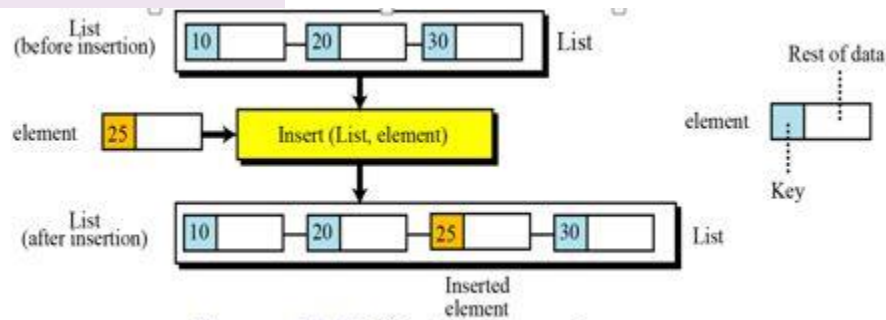 List
(before insertion)
10 20 30
List
Rest of data
element
25
Insert (List, element)
element
Key
List
(after insertion)
10 20 25 30
List
Inserted
element